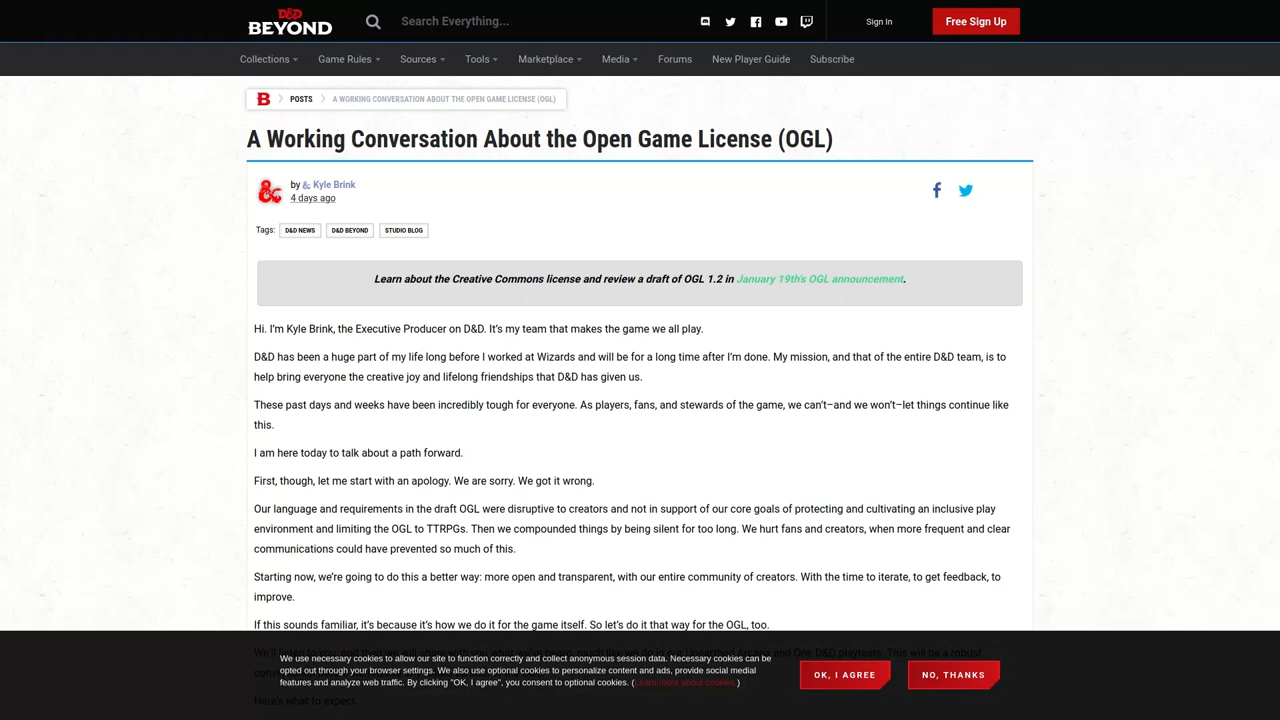 D&D
BEYOND
Search Everything...
Sign In
Free Sign Up
Collections
Game Rules
Sources
Tools
Marketplace
Media
Forums
New Player Guide
Subscribe
B
POSTS
A WORKING CONVERSATION ABOUT THE OPEN GAME LICENSE (OGL)
A Working Conversation About the Open Game License (OGL)
by & Kyle Brink
4 days ago
Tags: D&D NEWS D&D BEYOND STUDIO BLOG
Learn about the Creative Commons license and review a draft of OGL 1.2 in January 19th's OGL announcement.
Hi. I’m Kyle Brink, the Executive Producer on D&D. It’s my team that makes the game we all play.
D&D has been a huge part of my life long before I worked at Wizards and will be for a long time after I’m done. My mission, and that of the entire D&D team, is to
help bring everyone the creative joy and lifelong friendships that D&D has given us.
These past days and weeks have been incredibly tough for everyone. As players, fans, and stewards of the game, we can’t–and we won’t–let things continue like
this.
I am here today to talk about a path forward.
First, though, let me start with an apology. We are sorry. We got it wrong.
Our language and requirements in the draft OGL were disruptive to creators and not in support of our core goals of protecting and cultivating an inclusive play
environment and limiting the OGL to TTRPGs. Then we compounded things by being silent for too long. We hurt fans and creators, when more frequent and clear
communications could have prevented so much of this.
Starting now, we’re going to do this a better way: more open and transparent, with our entire community of creators. With the time to iterate, to get feedback, to
improve.
If this sounds familiar, it’s because it’s how we do it for the game itself. So let’s do it that way for the OGL, too.
We use necessary cookies to allow our site to function correctly and collect anonymous session data. Necessary cookies can be
opted out through your browser settings. We also use optional cookies to personalize content and ads, provide social medial
features and analyze web traffic. By clicking "OK, I agree", you consent to optional cookies. (Learn more about cookies.)
OK, I AGREE
NO, THANKS
Here’s what to expect.